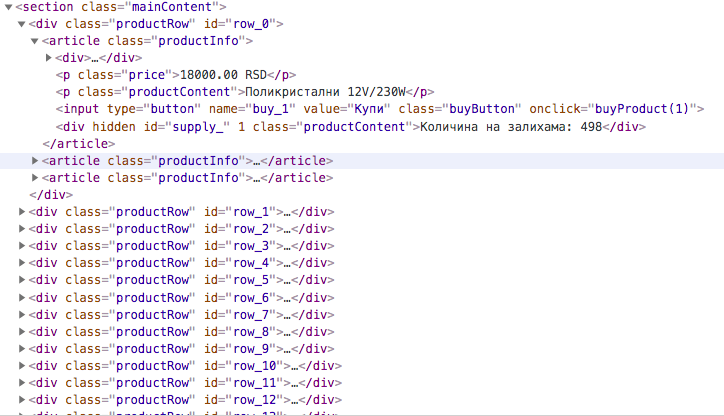 <section class="mainContent">
<div class="productRow" id="row_0">
<article class="productInfo">
<div>…</div>
<p class="price">18000.00 RSD</p>
<p class="productContent">Поликристални 12V/230W</p>
<input type="button" name="buy_1" value="Купи" class="buyButton" onclick="buyProduct(1)">
<div hidden id="supply_" 1 class="productContent">Количина на залихама: 498</div>
</article>
<article class="productInfo">…</article>
<article class="productInfo">…</article>
</div>
<div class="productRow" id="row_1">…</div>
<div class="productRow" id="row_2">…</div>
<div class="productRow" id="row_3">…</div>
<div class="productRow" id="row_4">…</div>
<div class="productRow" id="row_5">…</div>
<div class="productRow" id="row_6">…</div>
<div class="productRow" id="row_7">…</div>
<div class="productRow" id="row_8">…</div>
<div class="productRow" id="row_9">…</div>
<div class="productRow" id="row_10">…</div>
<div class="productRow" id="row_11">…</div>
<div class="productRow" id="row_12">…</div>